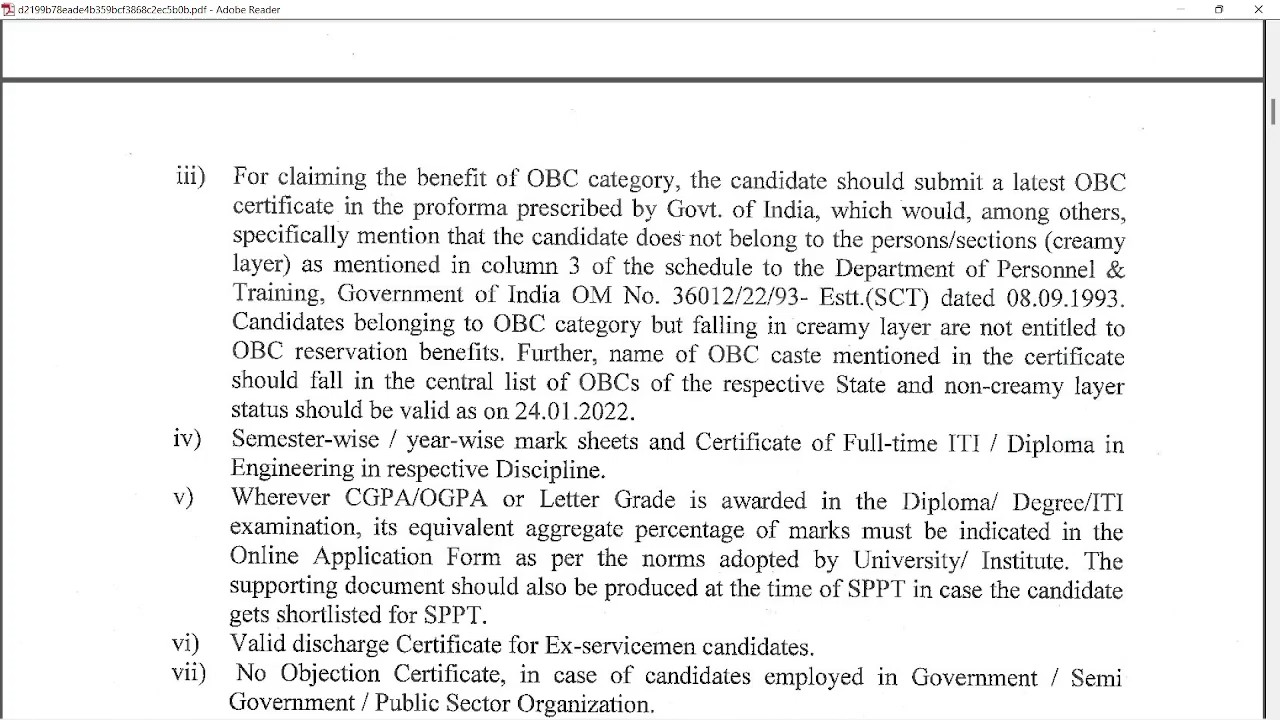 d2199b78eade4b359bcf3868c2ec5b0b.pdf - Adobe Reader
iii) For claiming the benefit of OBC category, the candidate should submit a latest OBC
certificate in the proforma prescribed by Govt. of India, which would, among others,
specifically mention that the candidate does not belong to the persons/sections (creamy
layer) as mentioned in column 3 of the schedule to the Department of Personnel &
Training, Government of India OM No. 36012/22/93- Estt.(SCT) dated 08.09.1993.
Candidates belonging to OBC category but falling in creamy layer are not entitled to
OBC reservation benefits. Further, name of OBC caste mentioned in the certificate
should fall in the central list of OBCs of the respective State and non-creamy layer
status should be valid as on 24.01.2022.
iv) Semester-wise / year-wise mark sheets and Certificate of Full-time ITI / Diploma in
Engineering in respective Discipline.
v) Wherever CGPA/OGPA or Letter Grade is awarded in the Diploma/ Degree/ITI
examination, its equivalent aggregate percentage of marks must be indicated in the
Online Application Form as per the norms adopted by University/ Institute. The
supporting document should also be produced at the time of SPPT in case the candidate
gets shortlisted for SPPT.
vi) Valid discharge Certificate for Ex-servicemen candidates.
vii) No Objection Certificate, in case of candidates employed in Government / Semi
Government / Public Sector Organization.